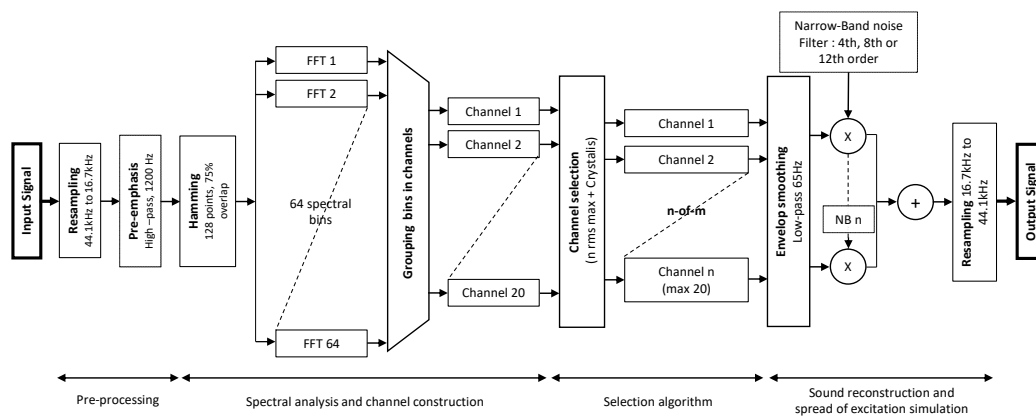 Input Signal
Resampling
44.1kHz to 16.7kHz
Pre-emphasis
High –pass, 1200 Hz
Hamming
128 points, 75%
overlap
FFT 1
FFT 2
64 spectral
bins
FFT 64
Grouping bins in channels
Channel 1
Channel 2
Channel 20
Channel selection
(n rms max + Crystalis)
Channel 1
Channel 2
n-of-m
Channel n
(max 20)
Envelop smoothing
Low-pass 65Hz
Narrow-Band noise
Filter : 4th, 8th or
12th order
X
NB n
X
+
Resampling 16.7kHz to
44.1kHz
Output Signal
Pre-processing
Spectral analysis and channel construction
Selection algorithm
Sound reconstruction and
spread of excitation simulation